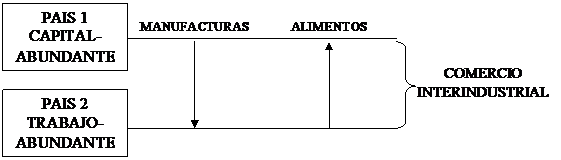 PAIS 1
CAPITAL-
ABUNDANTE
MANUFACTURAS
ALIMENTOS
COMERCIO
INTERINDUSTRIAL
PAIS 2
TRABAJO-
ABUNDANTE